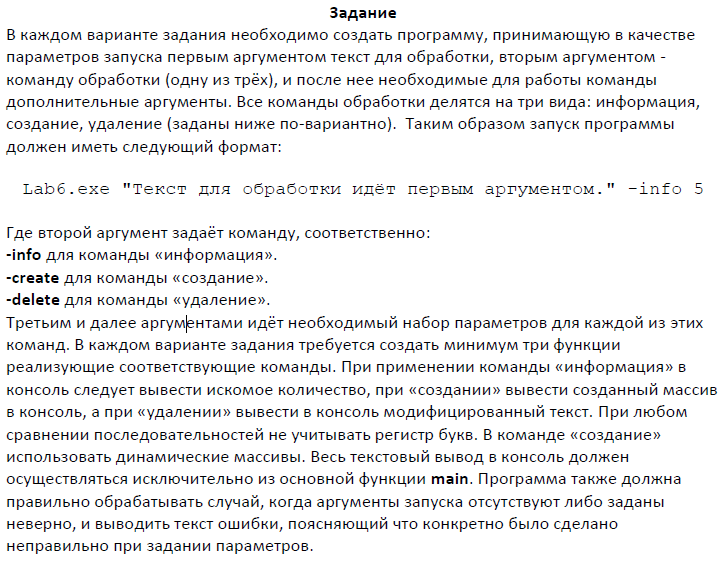 Задание
В каждом варианте задания необходимо создать программу, принимающую в качестве
параметров запуска первым аргументом текст для обработки, вторым аргументом -
команду обработки (одну из трёх), и после нее необходимые для работы команды
дополнительные аргументы. Все команды обработки делятся на три вида: информация,
создание, удаление (заданы ниже по-вариантно).  Таким образом запуск программы
должен иметь следующий формат:
Lab6.exe "Текст для обработки идёт первым аргументом." -info 5
Где второй аргумент задаёт команду, соответственно:
-info для команды «информация».
-create для команды «создание».
-delete для команды «удаление».
Третьим и далее аргументами идёт необходимый набор параметров для каждой из этих
команд. В каждом варианте задания требуется создать минимум три функции
реализующие соответствующие команды. При применении команды «информация» в
консоль следует вывести искомое количество, при «создании» вывести созданный массив
в консоль, а при «удалении» вывести в консоль модифицированный текст. При любом
сравнении последовательностей не учитывать регистр букв. В команде «создание»
использовать динамические массивы. Весь текстовый вывод в консоль должен
осуществляться исключительно из основной функции main. Программа также должна
правильно обрабатывать случай, когда аргументы запуска отсутствуют либо заданы
неверно, и выводить текст ошибки, поясняющий что конкретно было сделано
неправильно при задании параметров.